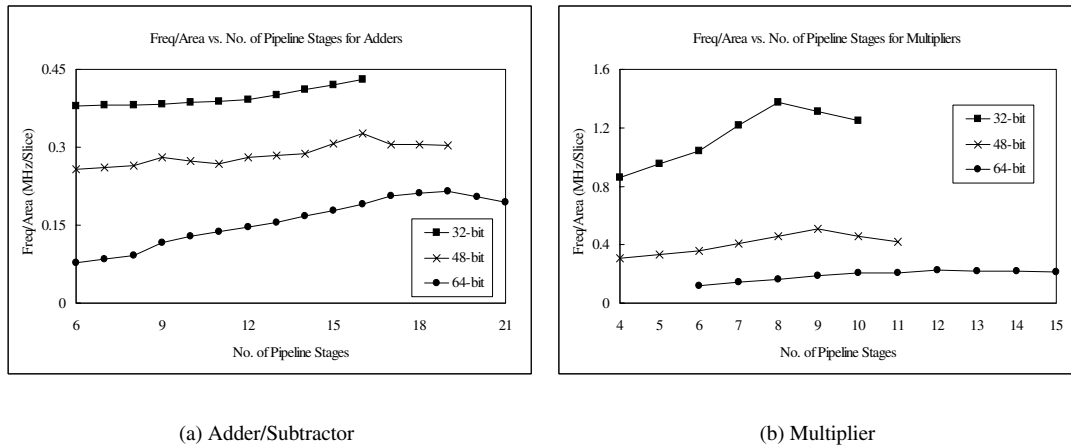 Freq/Area vs. No. of Pipeline Stages for Adders
0.45
0.3
0.15
0
Freq/Area (MHz/Slice)
6 9 12 15 18 21
No. of Pipeline Stages
32-bit
48-bit
64-bit
(a) Adder/Subtractor
Freq/Area vs. No. of Pipeline Stages for Multipliers
1.6
1.2
0.8
0.4
0
Freq/Area (MHz/Slice)
4 5 6 7 8 9 10 11 12 13 14 15
No. of Pipeline Stages
32-bit
48-bit
64-bit
(b) Multiplier